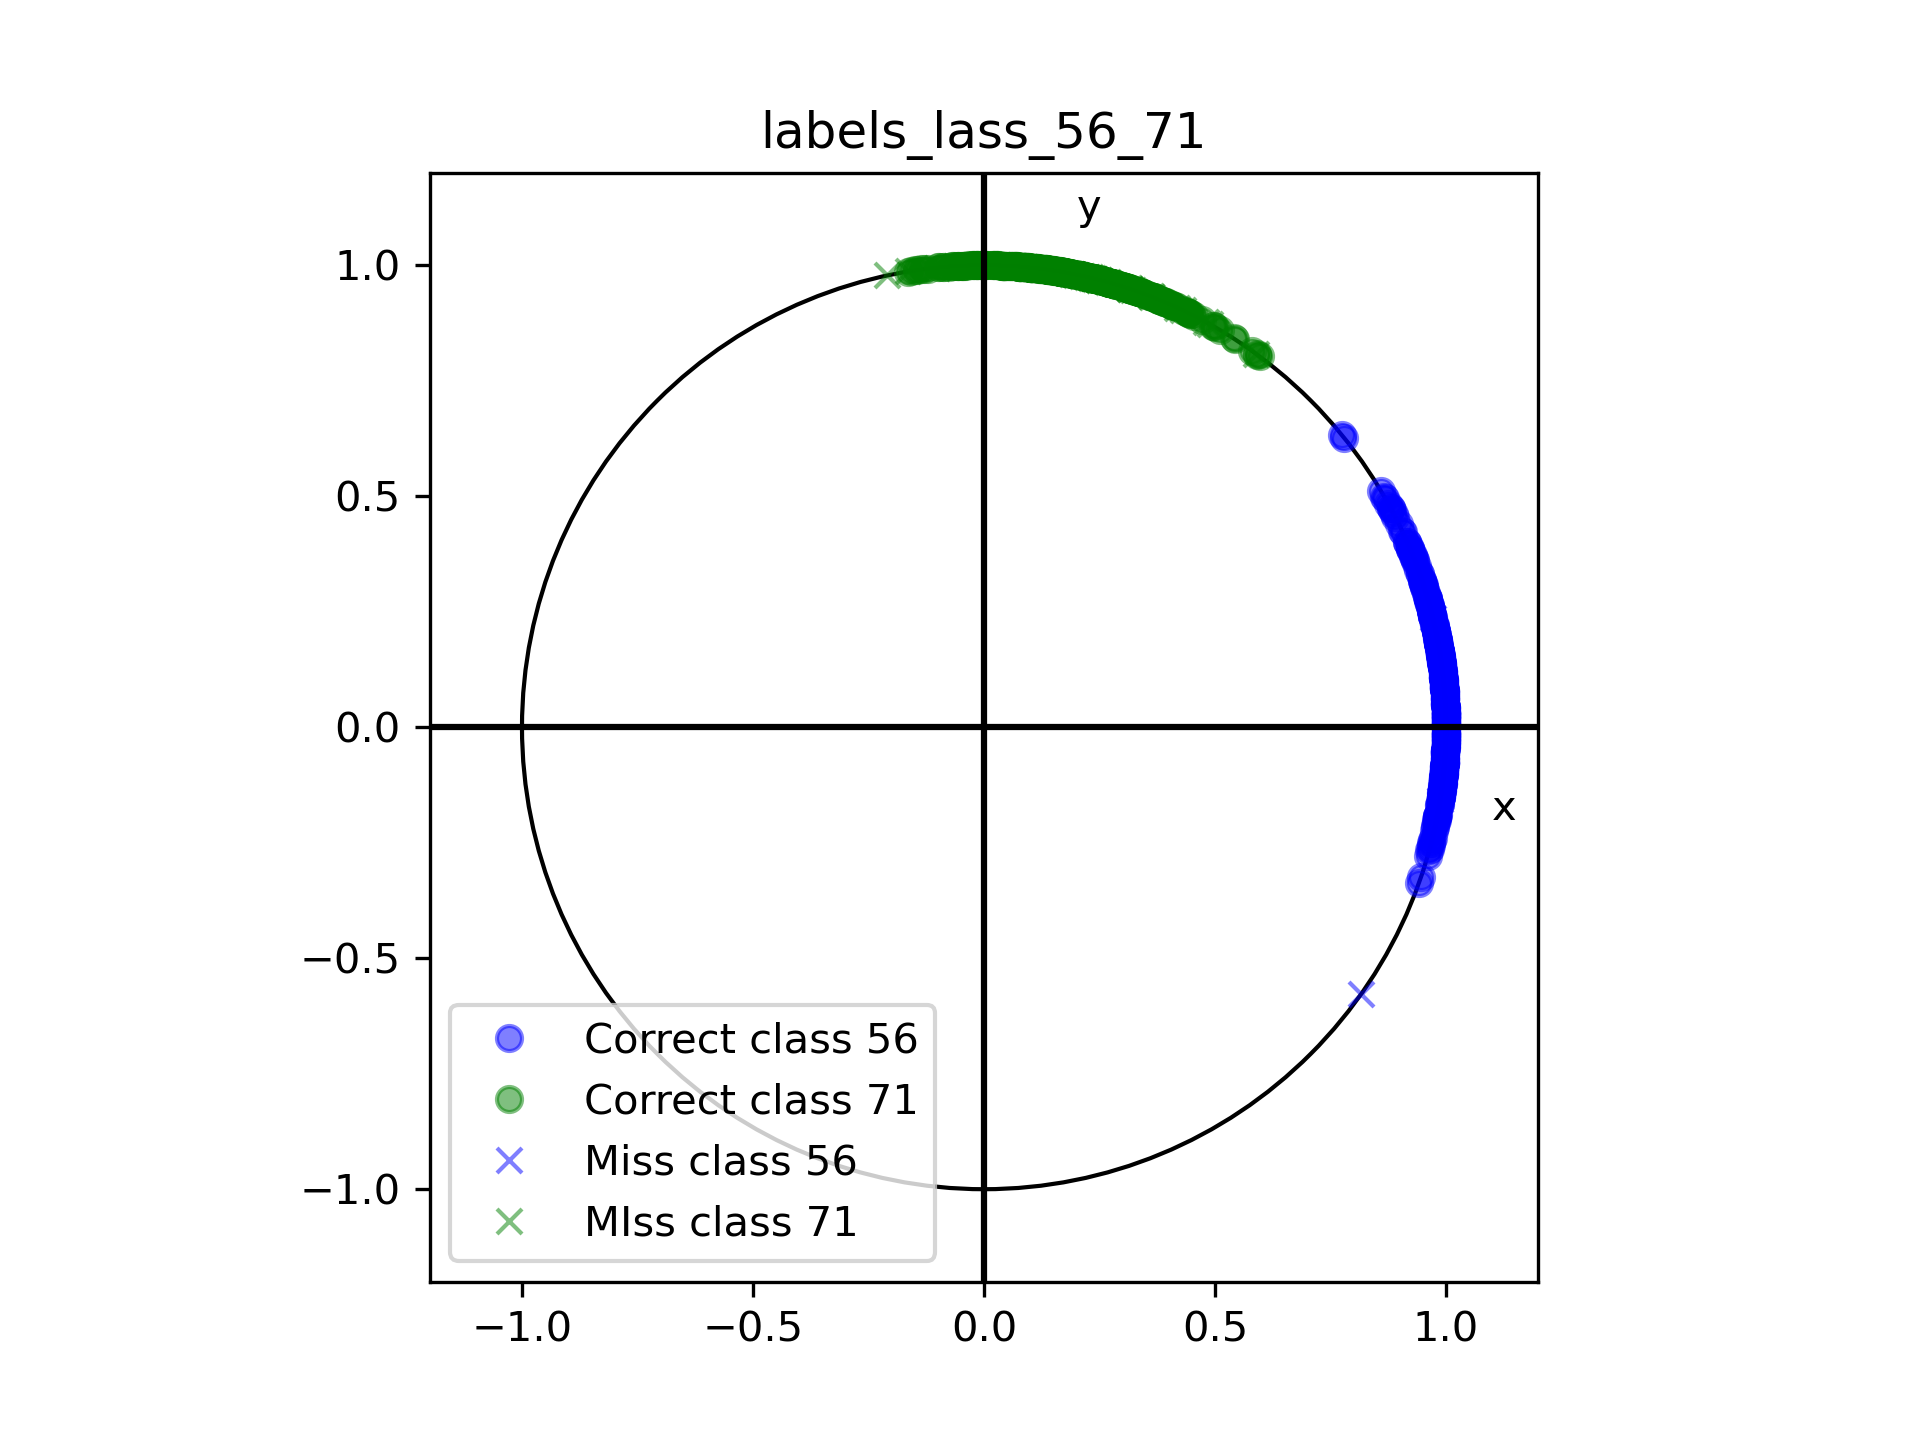 labels_lass_56_71
y
1.0
0.5
0.0
x
−0.5
−1.0
Correct class 56
Correct class 71
Miss class 56
MIss class 71
−1.0 −0.5 0.0 0.5 1.0